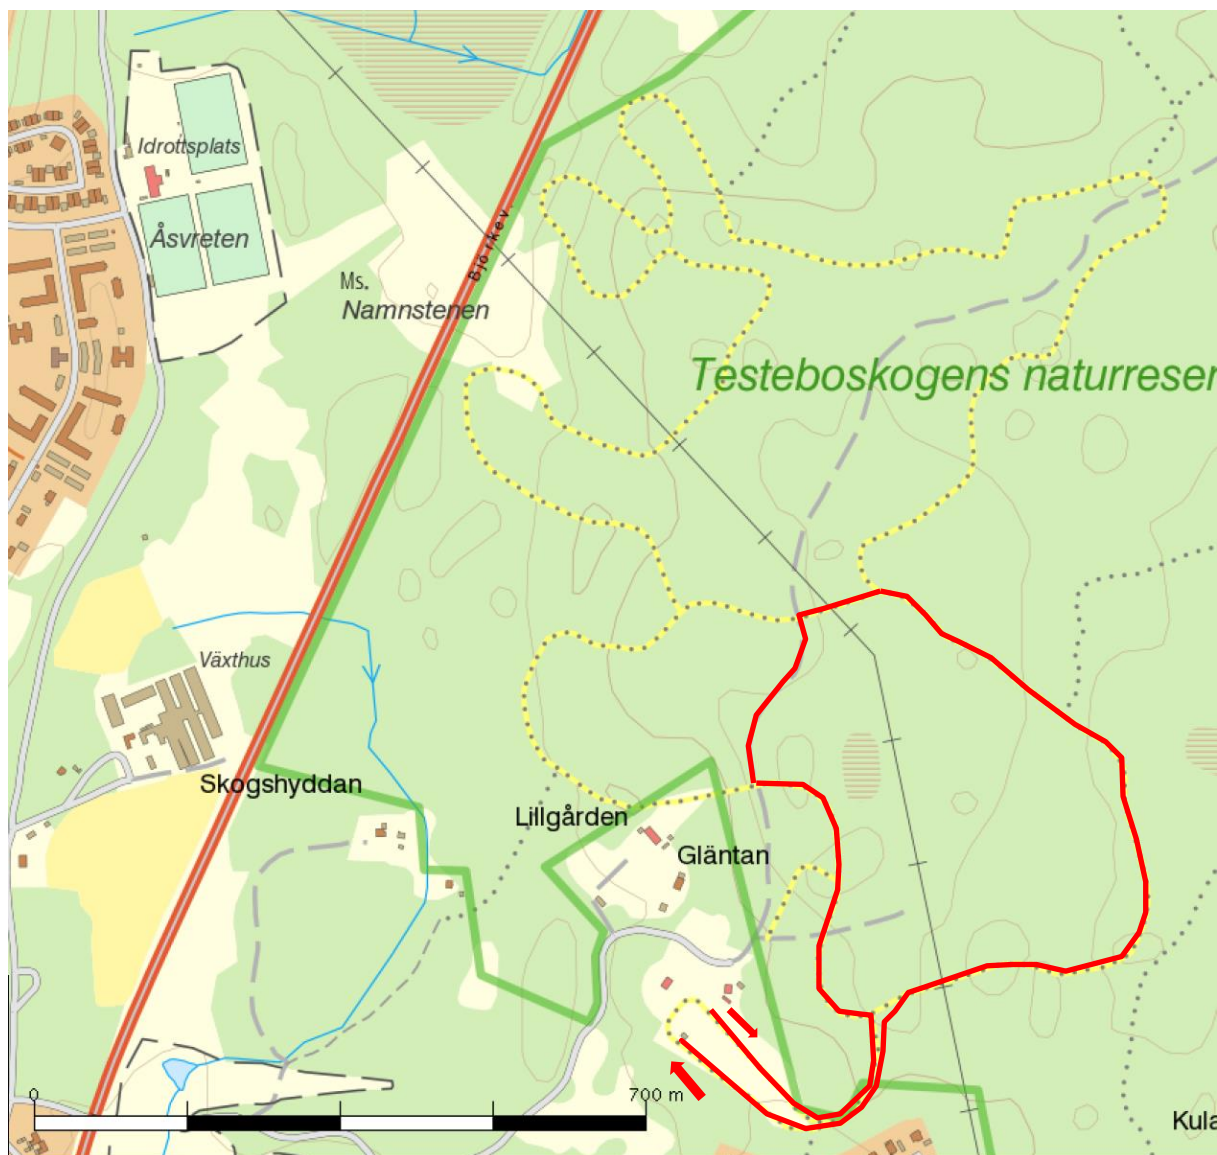 Idrottsplats
Åsvreten
Björkev.
Ms.
Namnstenen
Testeboskogens naturreser
Växthus
Skogshyddan
Lillgården
Gläntan
0
700 m
Kula